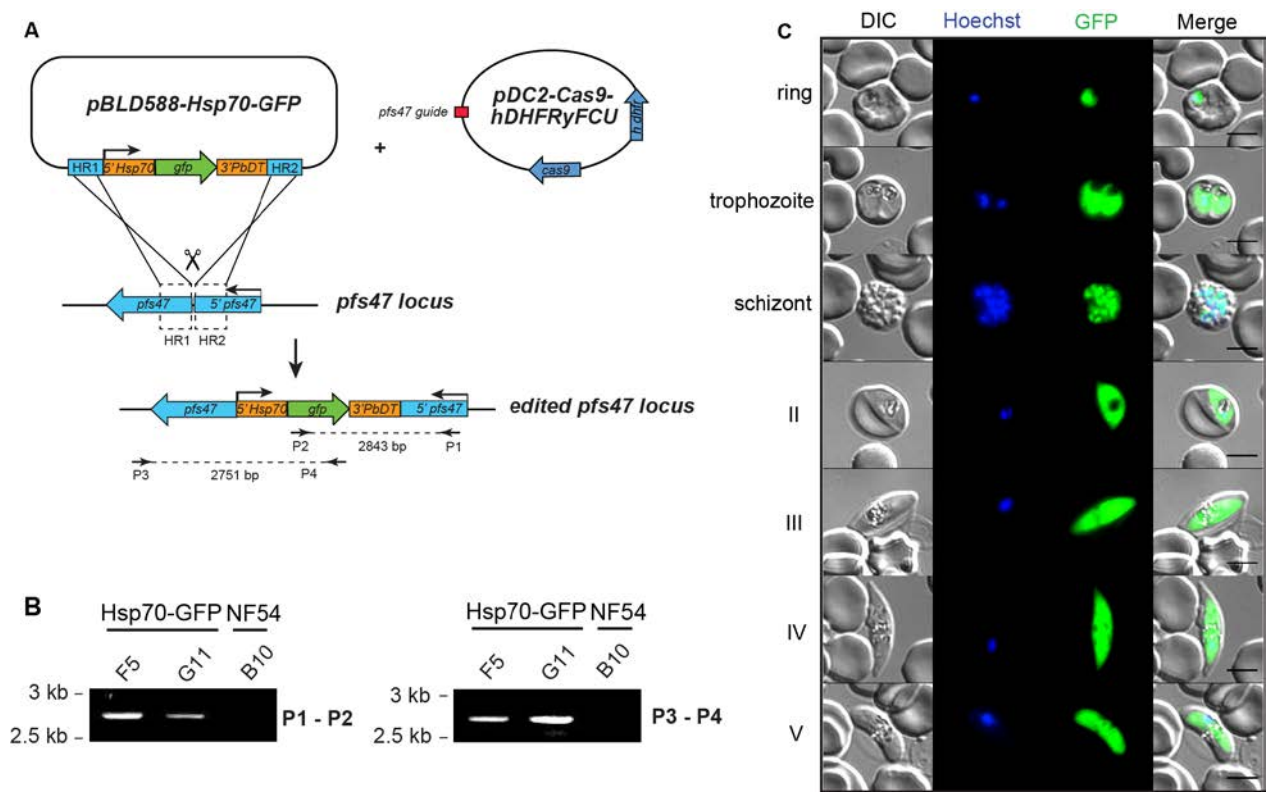 A
pBLD588-Hsp70-GFP
HR1 5' Hsp70 gfp 3'PbDT HR2
+
pfs47 guide
pDC2-Cas9-
hDHFRyFCU
h dhfr
cas9
pfs47 5' pfs47
pfs47 locus
HR1 HR2
pfs47 5' Hsp70 gfp 3'PbDT 5' pfs47
edited pfs47 locus
P2 2843 bp P1
P3 2751 bp P4
B
Hsp70-GFP NF54
F5 G11 B10
3 kb
2.5 kb
P1 - P2
Hsp70-GFP NF54
F5 G11 B10
3 kb
2.5 kb
P3 - P4
C
DIC Hoechst GFP Merge
ring
trophozoite
schizont
II
III
IV
V